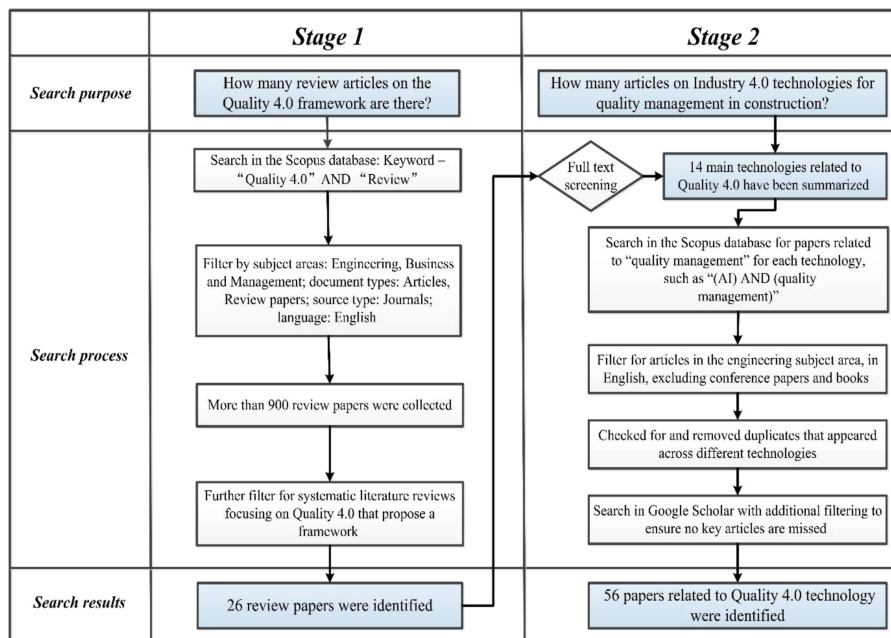 Stage 1
Stage 2
Search purpose
How many review articles on the
Quality 4.0 framework are there?
How many articles on Industry 4.0 technologies for
quality management in construction?
Search process
Search in the Scopus database: Keyword –
“Quality 4.0” AND “Review”
Filter by subject areas: Engineering, Business
and Management; document types: Articles,
Review papers; source type: Journals;
language: English
More than 900 review papers were collected
Further filter for systematic literature reviews
focusing on Quality 4.0 that propose a
framework
Full text
screening
14 main technologies related to
Quality 4.0 have been summarized
Search in the Scopus database for papers related
to “quality management” for each technology,
such as “(AI) AND (quality
management)”
Filter for articles in the engineering subject area, in
English, excluding conference papers and books
Checked for and removed duplicates that appeared
across different technologies
Search in Google Scholar with additional filtering to
ensure no key articles are missed
Search results
26 review papers were identified
56 papers related to Quality 4.0 technology
were identified